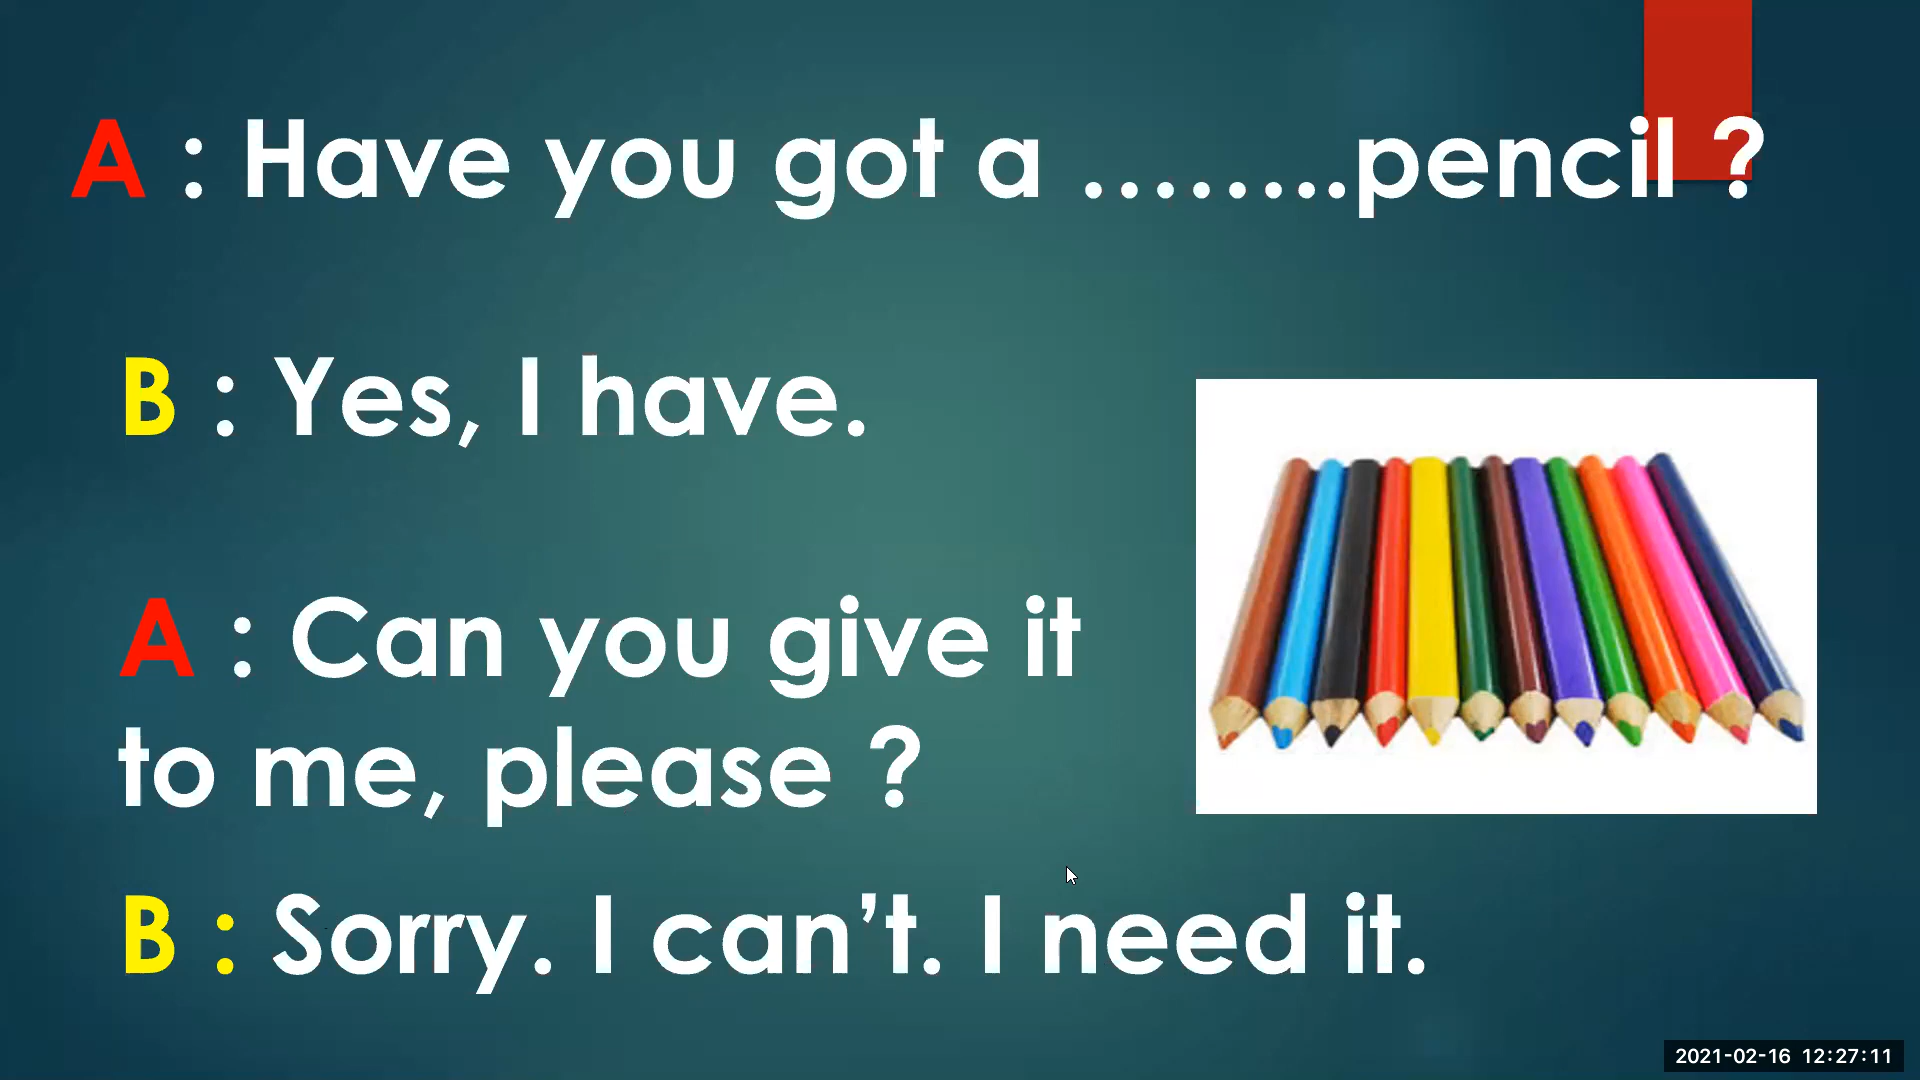 A : Have you got a ........pencil ?
B : Yes, I have.
A : Can you give it
to me, please ?
B : Sorry. I can’t. I need it.
2021-02-16 12:27:11